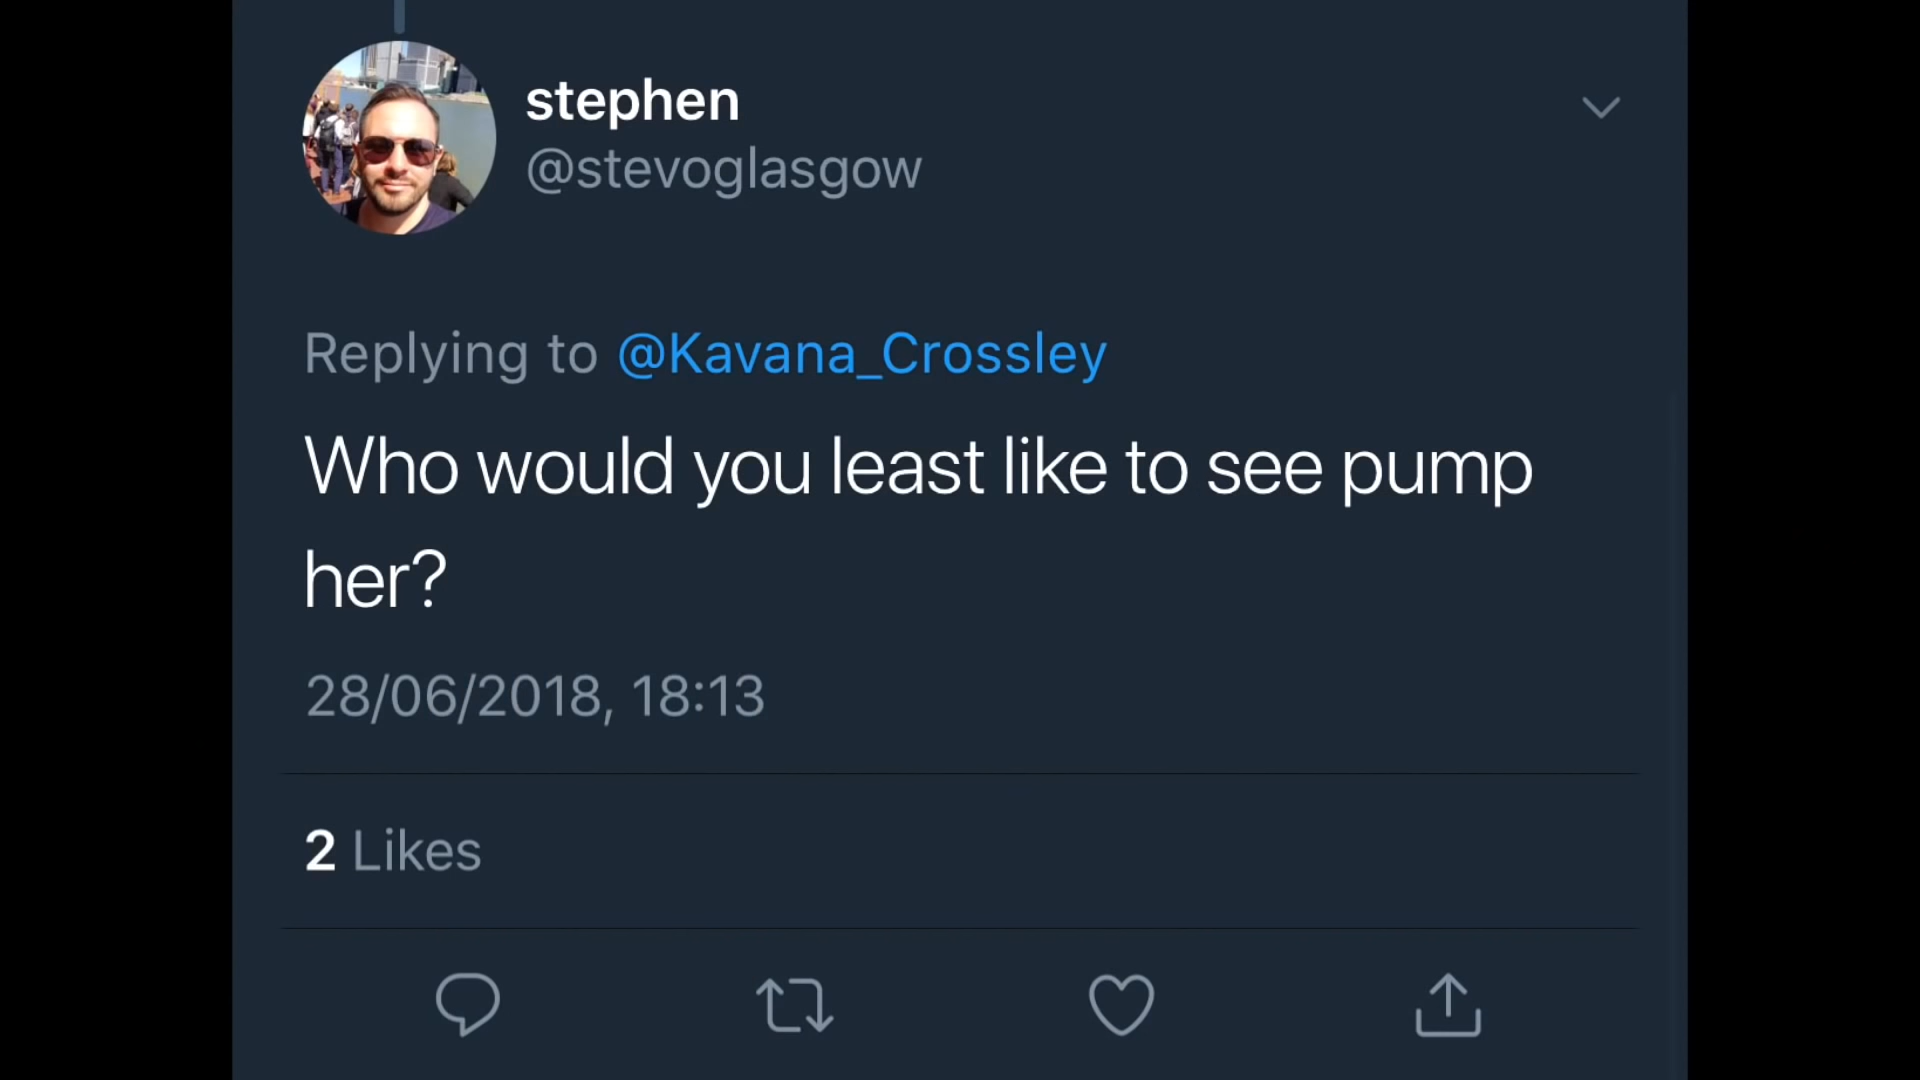 stephen
@stevoglasgow
Replying to @Kavana_Crossley
Who would you least like to see pump
her?
28/06/2018, 18:13
2 Likes